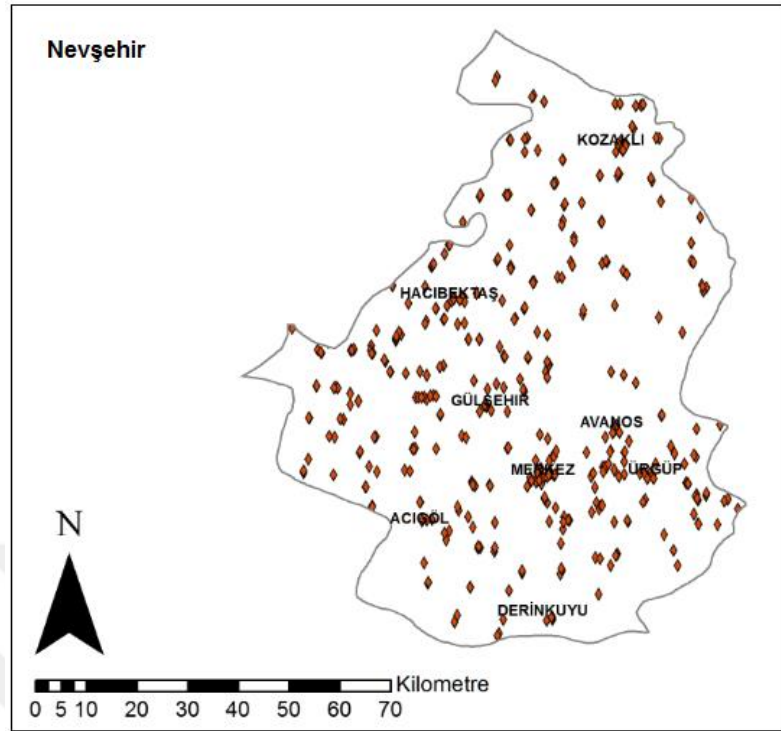 Nevşehir
KOZAKLI
HACIBEKTAŞ
GÜLŞEHIR
AVANOS
MERKEZ
ÜRGÜP
ACIGÖL
N
DERİNKUYU
Kilometre
0 5 10 20 30 40 50 60 70